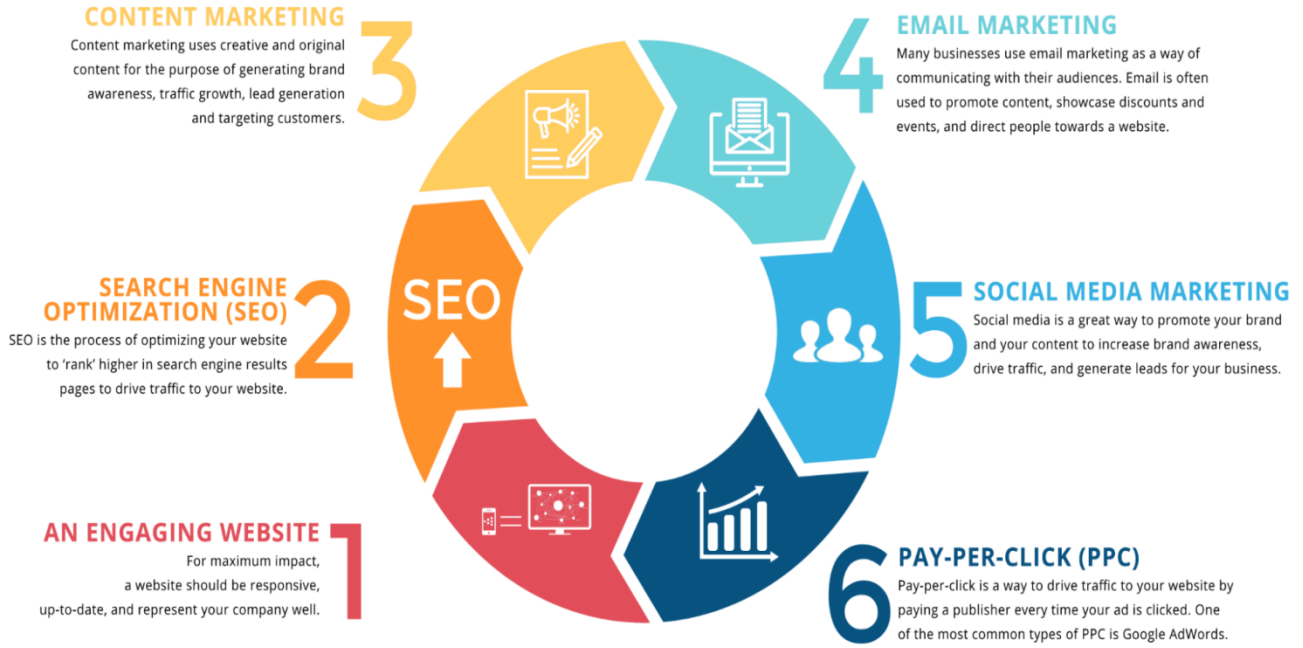 CONTENT MARKETING
Content marketing uses creative and original
content for the purpose of generating brand
awareness, traffic growth, lead generation
and targeting customers.
3
4
EMAIL MARKETING
Many businesses use email marketing as a way of
communicating with their audiences. Email is often
used to promote content, showcase discounts and
events, and direct people towards a website.
SEARCH ENGINE
OPTIMIZATION (SEO)
SEO is the process of optimizing your website
to ‘rank’ higher in search engine results
pages to drive traffic to your website.
2
SEO
5
SOCIAL MEDIA MARKETING
Social media is a great way to promote your brand
and your content to increase brand awareness,
drive traffic, and generate leads for your business.
AN ENGAGING WEBSITE
For maximum impact,
a website should be responsive,
up-to-date, and represent your company well.
1
6
PAY-PER-CLICK (PPC)
Pay-per-click is a way to drive traffic to your website by
paying a publisher every time your ad is clicked. One
of the most common types of PPC is Google AdWords.